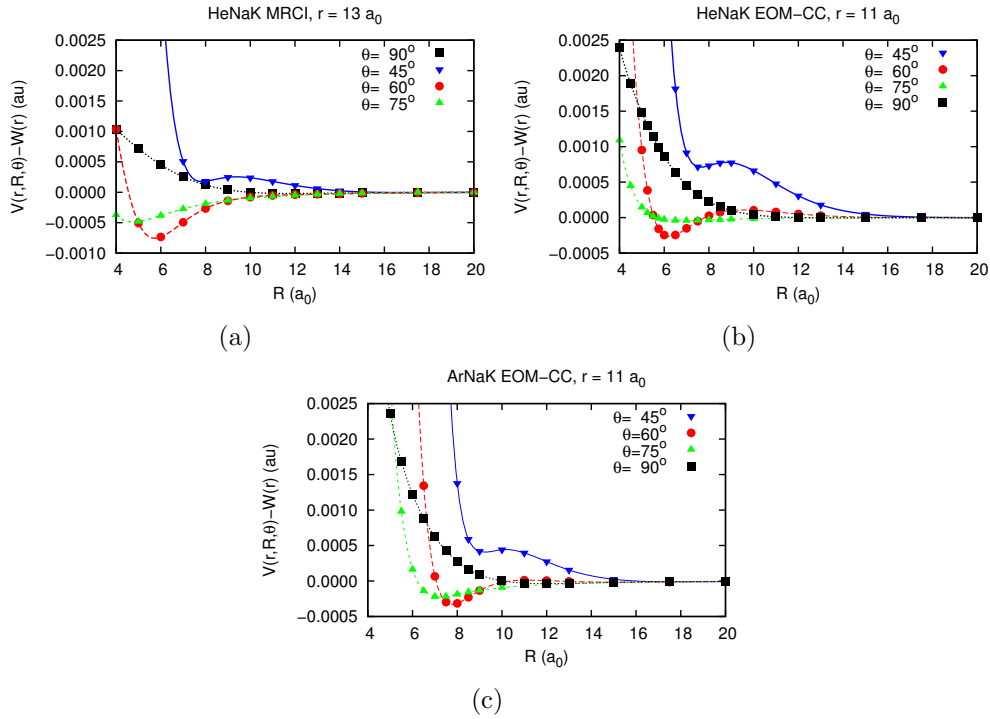 HeNaK MRCI, r = 13 a₀
V(r,R,θ)−W(r) (au)
0.0025
0.0020
0.0015
0.0010
0.0005
0.0000
−0.0005
−0.0010
θ= 90°
θ= 45°
θ= 60°
θ= 75°
4 6 8 10 12 14 16 18 20
R (a₀)
(a)
HeNaK EOM−CC, r = 11 a₀
V(r,R,θ)−W(r) (au)
0.0025
0.0020
0.0015
0.0010
0.0005
0.0000
−0.0005
θ= 45°
θ= 60°
θ= 75°
θ= 90°
4 6 8 10 12 14 16 18 20
R (a₀)
(b)
ArNaK EOM−CC, r = 11 a₀
V(r,R,θ)−W(r) (au)
0.0025
0.0020
0.0015
0.0010
0.0005
0.0000
−0.0005
θ= 45°
θ=60°
θ=75°
θ= 90°
4 6 8 10 12 14 16 18 20
R (a₀)
(c)